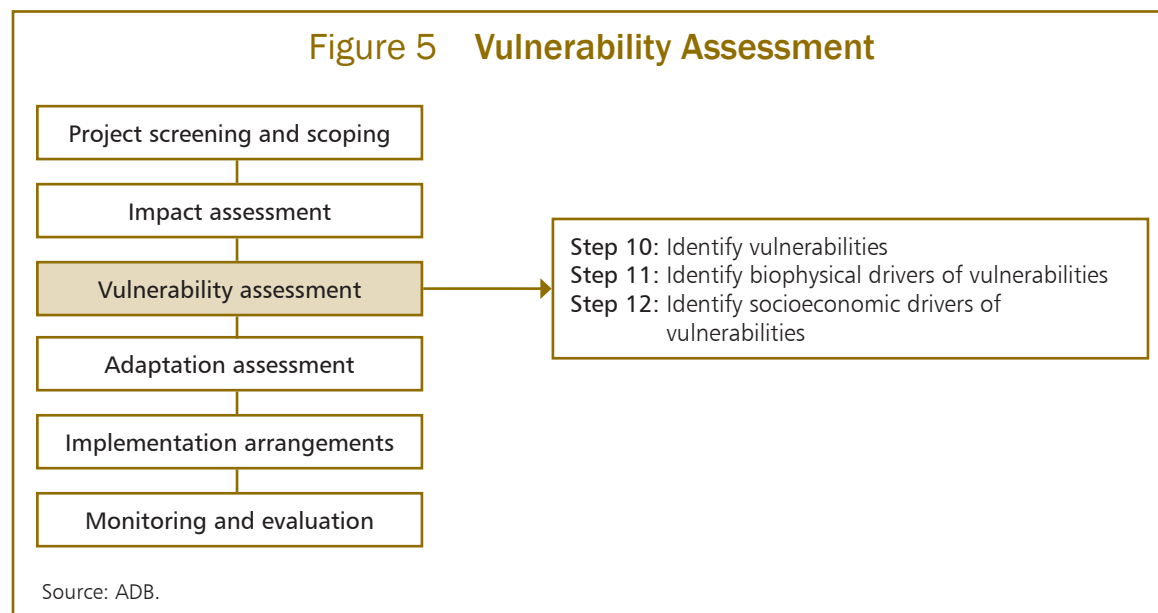 Figure 5 Vulnerability Assessment
Project screening and scoping
Impact assessment
Vulnerability assessment
Adaptation assessment
Implementation arrangements
Monitoring and evaluation
Step 10: Identify vulnerabilities
Step 11: Identify biophysical drivers of vulnerabilities
Step 12: Identify socioeconomic drivers of
vulnerabilities
Source: ADB.